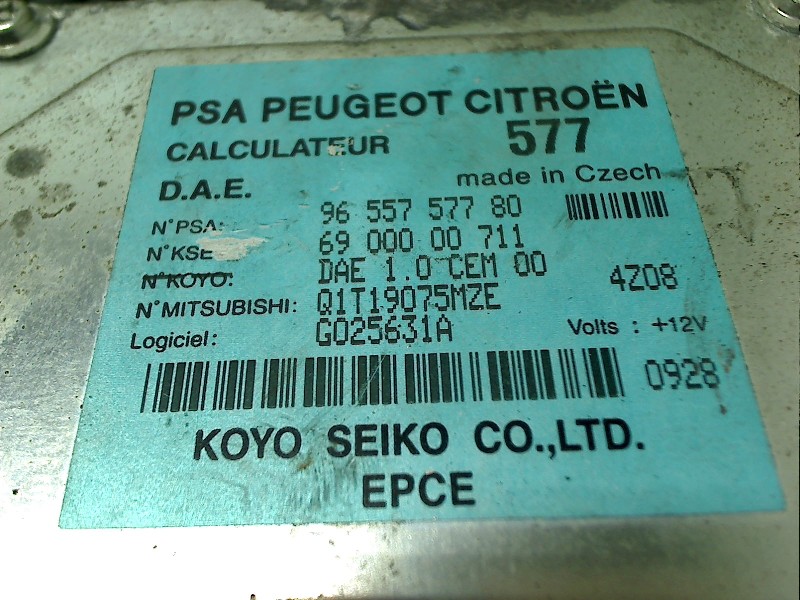 PSA PEUGEOT CITROËN
CALCULATEUR 577
D.A.E. made in Czech
N°PSA: 96 557 577 80
N°KSE 69 000 00 711
N°KOYO: DAE 1.0 CEM 00 4Z08
N°MITSUBISHI: Q1T19075MZE
Logiciel: G025631A Volts : +12V
0928
KOYO SEIKO CO.,LTD.
EPCE